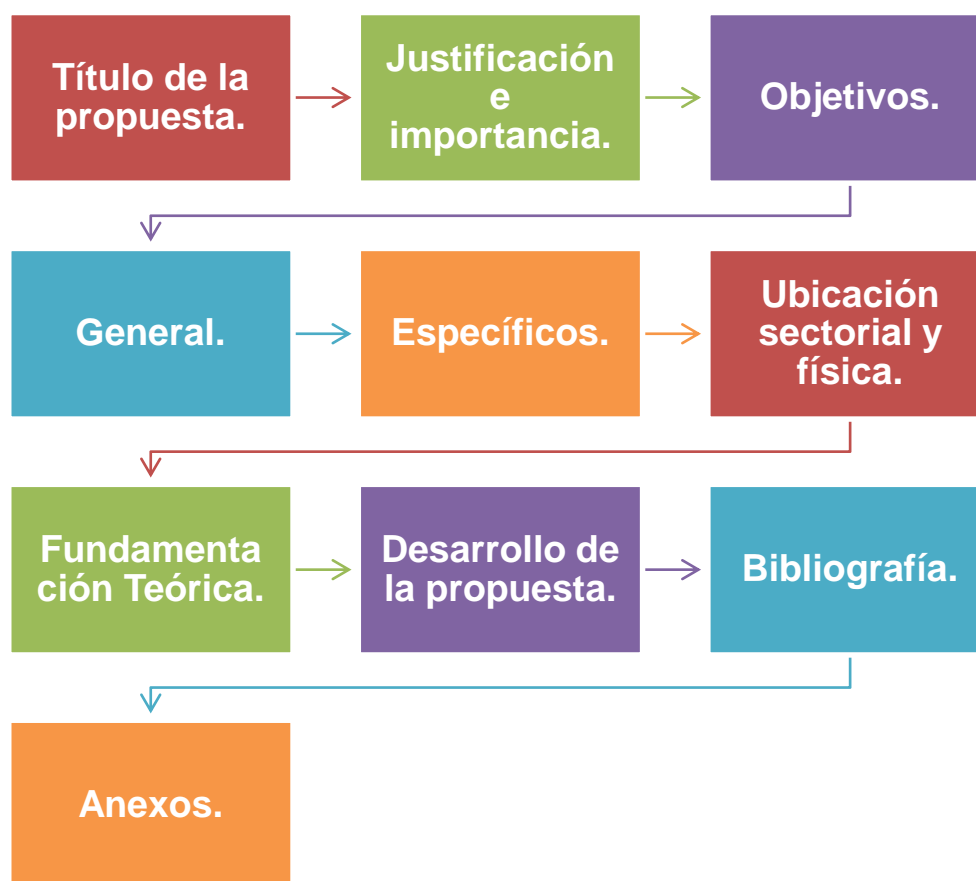 Título de la
propuesta.
Justificación
e
importancia.
Objetivos.
General.
Específicos.
Ubicación
sectorial y
física.
Fundamenta
ción Teórica.
Desarrollo de
la propuesta.
Bibliografía.
Anexos.